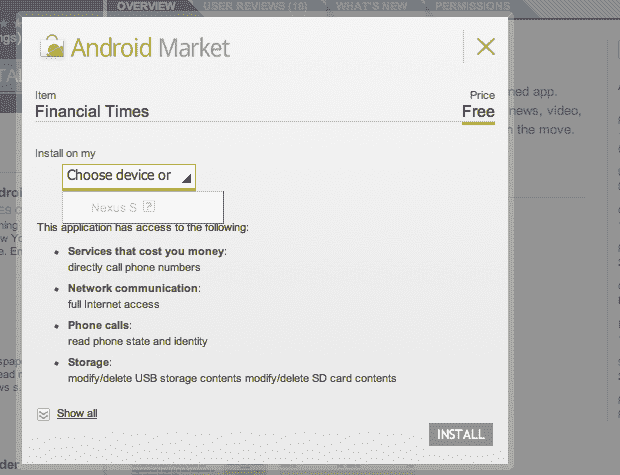 OVERVIEW USER REVIEWS (16) WHAT'S NEW PERMISSIONS
Android Market
Item Price
Financial Times Free
Install on my
Choose device or
Nexus S ?
This application has access to the following:
Services that cost you money:
directly call phone numbers
Network communication:
full Internet access
Phone calls:
read phone state and identity
Storage:
modify/delete USB storage contents modify/delete SD card contents
Show all
INSTALL
ned app.
news, video,
n the move.